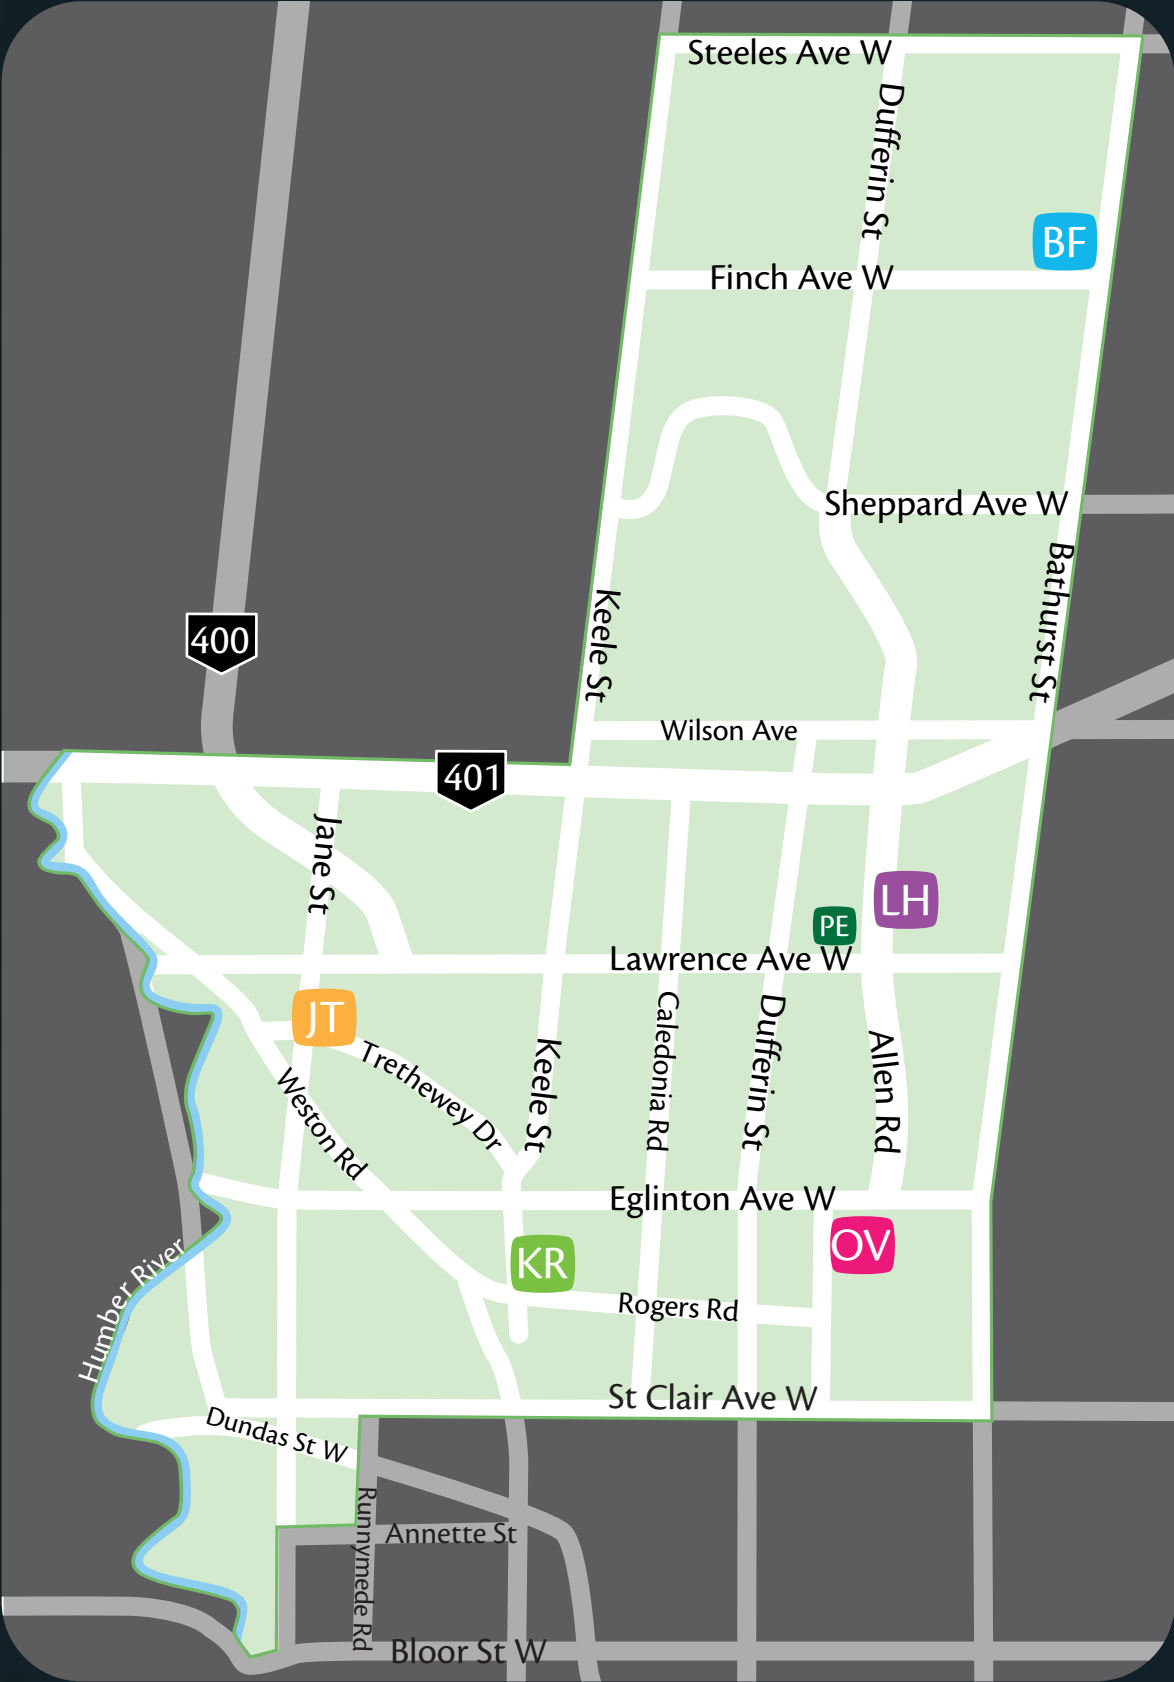 Steeles Ave W
Dufferin St
BF
Finch Ave W
Sheppard Ave W
Bathurst St
Keele St
400
Wilson Ave
401
Jane St
LH
PE
Lawrence Ave W
JT
Caledonia Rd
Dufferin St
Allen Rd
Keele St
Trethewey Dr
Weston Rd
Eglinton Ave W
OV
KR
Humber River
Rogers Rd
St Clair Ave W
Dundas St W
Runnymede Rd
Annette St
Bloor St W